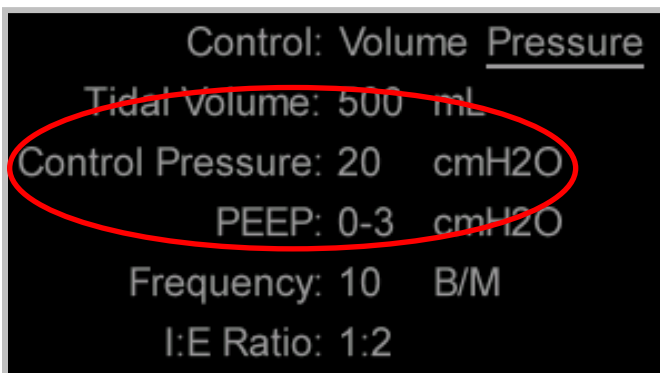 Control: Volume Pressure
Tidal Volume: 500 mL
Control Pressure: 20 cmH2O
PEEP: 0-3 cmH2O
Frequency: 10 B/M
I:E Ratio: 1:2